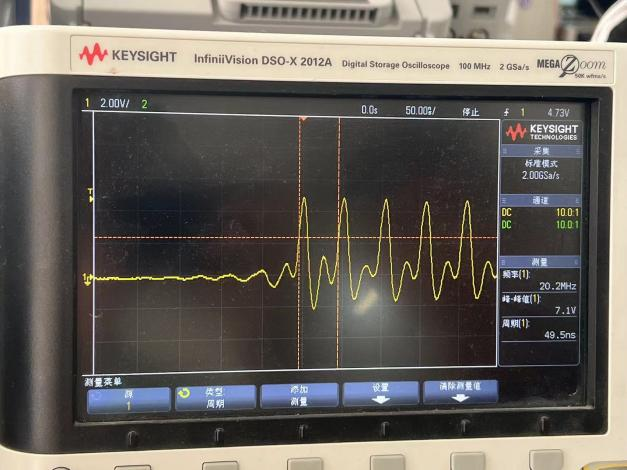 KEYSIGHT InfiniiVision DSO-X 2012A Digital Storage Oscilloscope 100 MHz 2 GSa/s MEGA Zoom
50K wfms/s
1 2.00V/ 2 0.0s 50.00ns/ 停止 1 4.73V
KEYSIGHT
TECHNOLOGIES
采集
标准模式
2.00GSa/s
通道
DC 10.0:1
DC 10.0:1
测量
频率(1):
20.2MHz
峰-峰值(1):
7.1V
周期(1):
49.5ns
T
1
测量菜单
源
1
类型
周期
添加
测量
设置
清除测量值